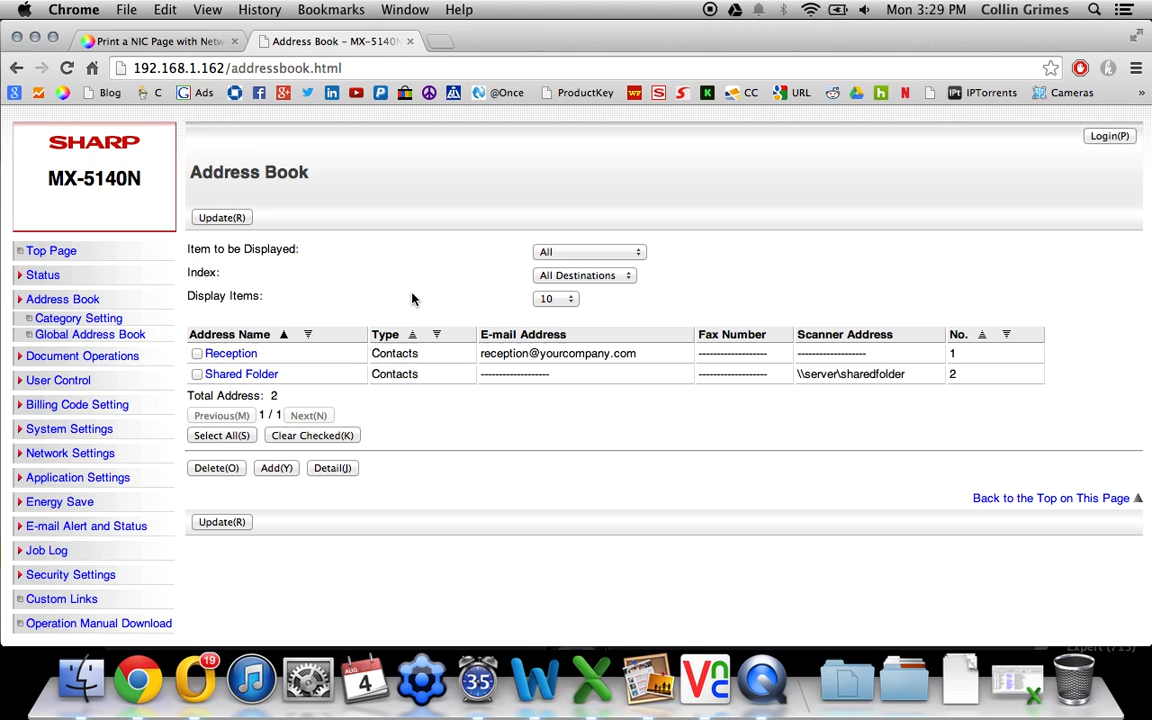 Chrome File Edit View History Bookmarks Window Help Mon 3:29 PM Collin Grimes
Print a NIC Page with Netw Address Book – MX-5140N
192.168.1.162/addressbook.html
Blog C Ads @Once ProductKey CC URL IPTorrents Cameras »
SHARP
MX-5140N
Login(P)
Address Book
Update(R)
Top Page
Status
Address Book
Category Setting
Global Address Book
Document Operations
User Control
Billing Code Setting
System Settings
Network Settings
Application Settings
Energy Save
E-mail Alert and Status
Job Log
Security Settings
Custom Links
Operation Manual Download
Item to be Displayed: All
Index: All Destinations
Display Items: 10
Address Name Type E-mail Address Fax Number Scanner Address No.
Reception Contacts reception@yourcompany.com ------------------- ------------------- 1
Shared Folder Contacts ------------------- ------------------- \\server\sharedfolder 2
Total Address: 2
Previous(M) 1 / 1 Next(N)
Select All(S) Clear Checked(K)
Delete(O) Add(Y) Detail(J)
Back to the Top on This Page
Update(R)
19
AUG
4
35